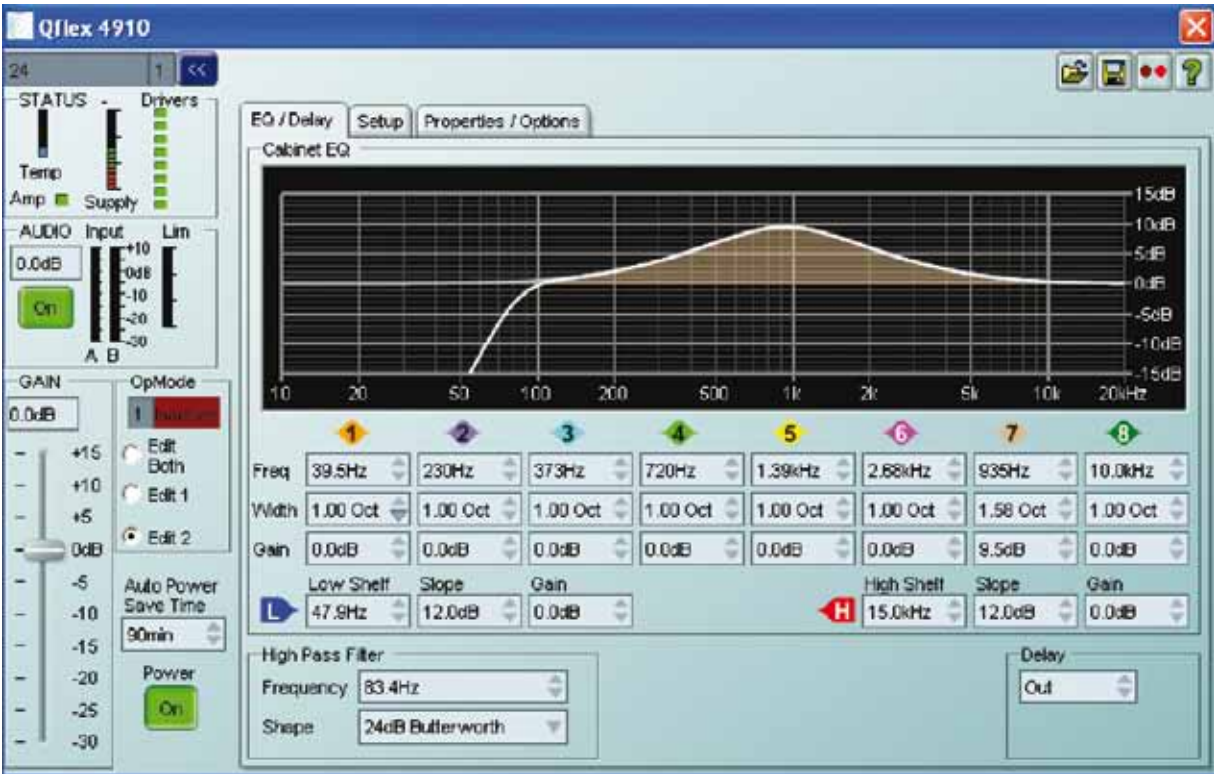 Qflex 4910
24 1 <<
STATUS - Drivers
Temp
Amp Supply
AUDIO Input Lim
0.0dB
On
+10
0dB
-10
-20
-30
A B
GAIN
0.0dB
+15
+10
+5
0dB
-5
-10
-15
-20
-25
-30
OpMode
1
Edit Both
Edit 1
Edit 2
Auto Power
Save Time
90min
Power
On
EQ / Delay Setup Properties / Options
Cabinet EQ
15dB
10dB
5dB
0dB
-5dB
-10dB
-15dB
10 20 50 100 200 500 1k 2k 5k 10k 20kHz
1 2 3 4 5 6 7 8
Freq 39.5Hz 230Hz 373Hz 720Hz 1.39kHz 2.68kHz 935Hz 10.0kHz
Width 1.00 Oct 1.00 Oct 1.00 Oct 1.00 Oct 1.00 Oct 1.00 Oct 1.58 Oct 1.00 Oct
Gain 0.0dB 0.0dB 0.0dB 0.0dB 0.0dB 0.0dB 9.5dB 0.0dB
Low Shelf Slope Gain High Shelf Slope Gain
L 47.9Hz 12.0dB 0.0dB H 15.0kHz 12.0dB 0.0dB
High Pass Filter
Frequency 83.4Hz
Shape 24dB Butterworth
Delay
Out